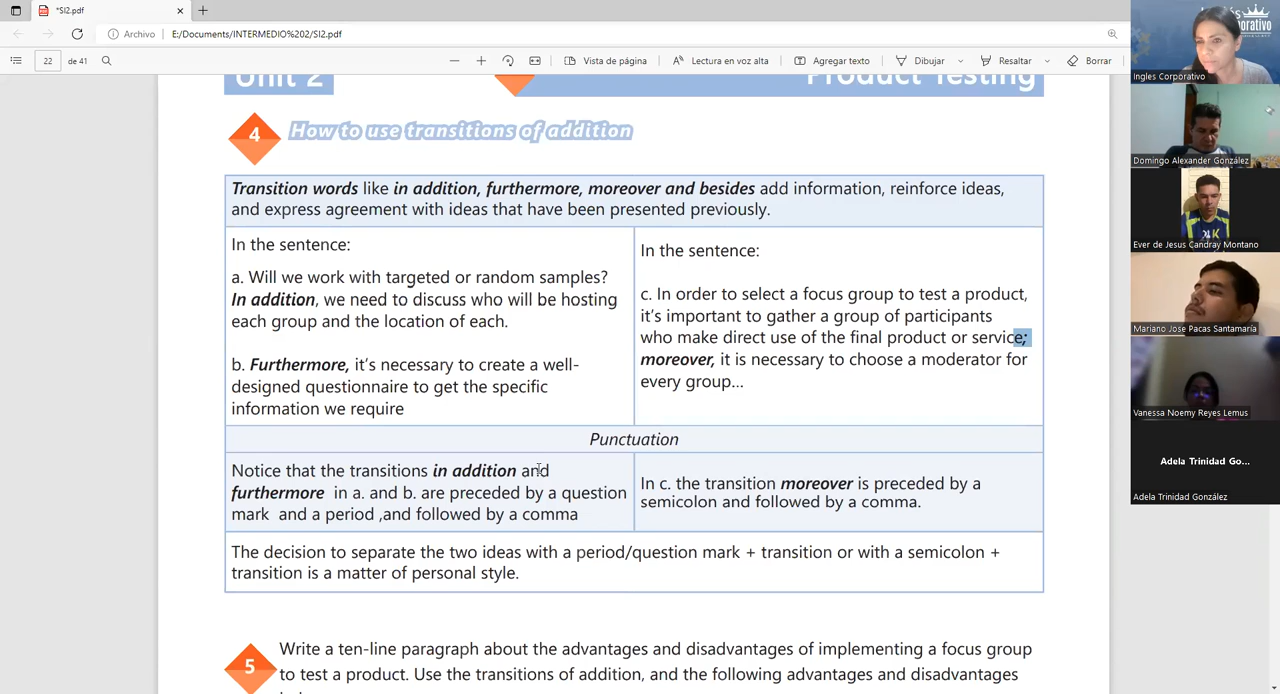 *SI2.pdf
Archivo
E:/Documents/INTERMEDIO%202/SI2.pdf
22
de 41
Vista de página
Lectura en voz alta
Agregar texto
Dibujar
Resaltar
Borrar
Unit 2
Product Testing
4
How to use transitions of addition
Transition words like in addition, furthermore, moreover and besides add information, reinforce ideas,
and express agreement with ideas that have been presented previously.
In the sentence:
a. Will we work with targeted or random samples?
In addition, we need to discuss who will be hosting
each group and the location of each.
b. Furthermore, it's necessary to create a well-
designed questionnaire to get the specific
information we require
In the sentence:
c. In order to select a focus group to test a product,
it's important to gather a group of participants
who make direct use of the final product or service;
moreover, it is necessary to choose a moderator for
every group...
Punctuation
Notice that the transitions in addition and
furthermore in a. and b. are preceded by a question
mark and a period ,and followed by a comma
In c. the transition moreover is preceded by a
semicolon and followed by a comma.
The decision to separate the two ideas with a period/question mark + transition or with a semicolon +
transition is a matter of personal style.
5
Write a ten-line paragraph about the advantages and disadvantages of implementing a focus group
to test a product. Use the transitions of addition, and the following advantages and disadvantages
Ingles Corporativo
Domingo Alexander González
Ever de Jesus Candray Montano
Mariano Jose Pacas Santamaría
Vanessa Noemy Reyes Lemus
Adela Trinidad Go...
Adela Trinidad González